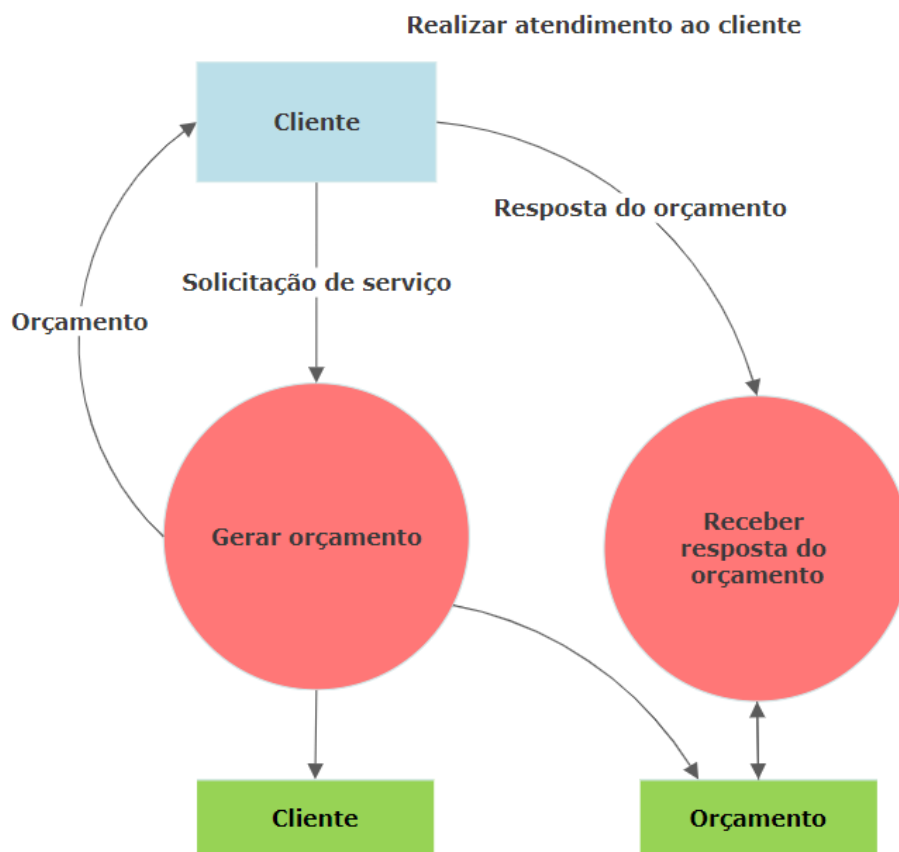 Realizar atendimento ao cliente
Cliente
Resposta do orçamento
Solicitação de serviço
Orçamento
Gerar orçamento
Receber
resposta do
orçamento
Cliente
Orçamento